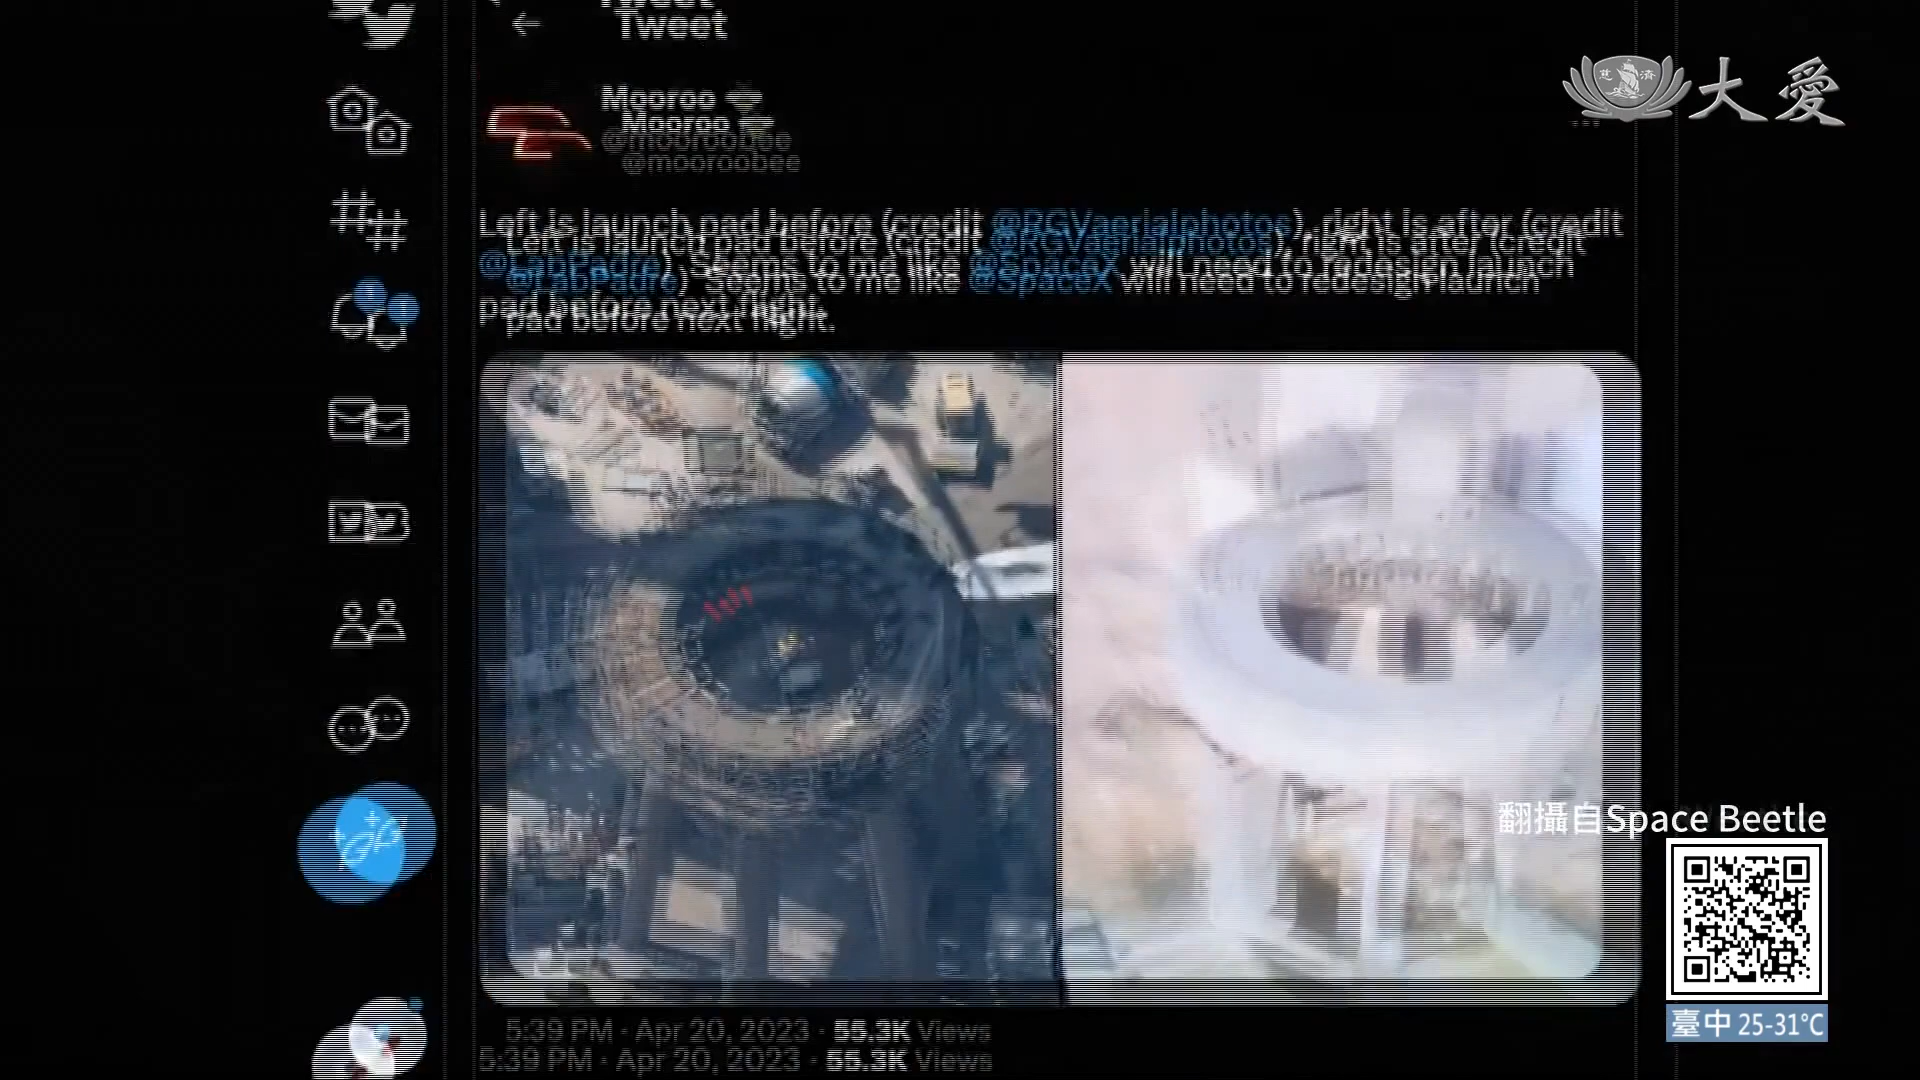 Tweet
慈 濟
大愛
Mooroo
@mooroobee
Left is launch pad before (credit @RGVaerialphotos), right is after (credit
@LabPadre) Seems to me like @SpaceX will need to redesign launch
pad before next flight.
翻攝自Space Beetle
5:39 PM · Apr 20, 2023 · 55.3K Views
臺中 25-31°C